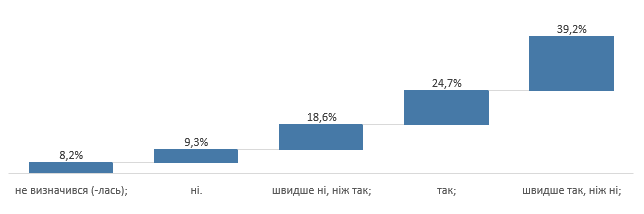 39,2%
24,7%
18,6%
9,3%
8,2%
не визначився (-лась);
ні.
швидше ні, ніж так;
так;
швидше так, ніж ні;